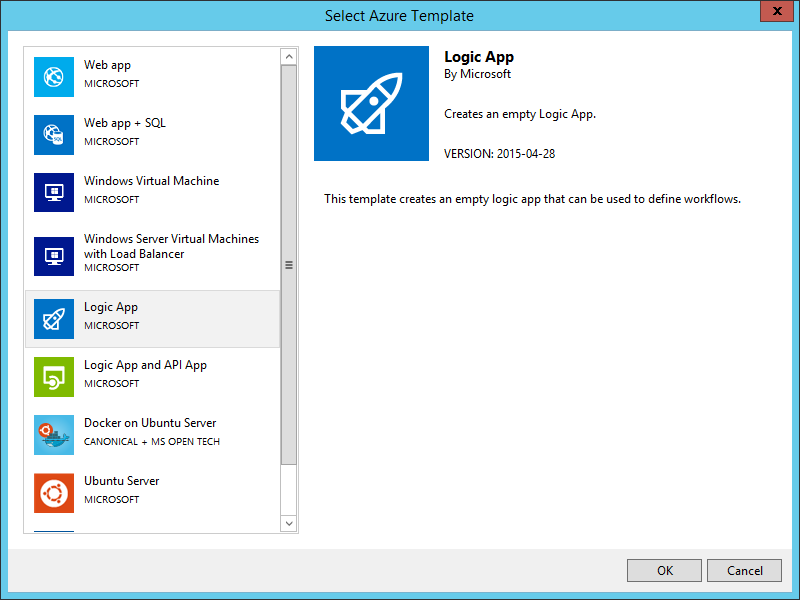 Select Azure Template
x
Web app
MICROSOFT
Web app + SQL
MICROSOFT
Windows Virtual Machine
MICROSOFT
Windows Server Virtual Machines
with Load Balancer
MICROSOFT
Logic App
MICROSOFT
Logic App and API App
MICROSOFT
Docker on Ubuntu Server
CANONICAL + MS OPEN TECH
Ubuntu Server
MICROSOFT
Logic App
By Microsoft
Creates an empty Logic App.
VERSION: 2015-04-28
This template creates an empty logic app that can be used to define workflows.
OK
Cancel